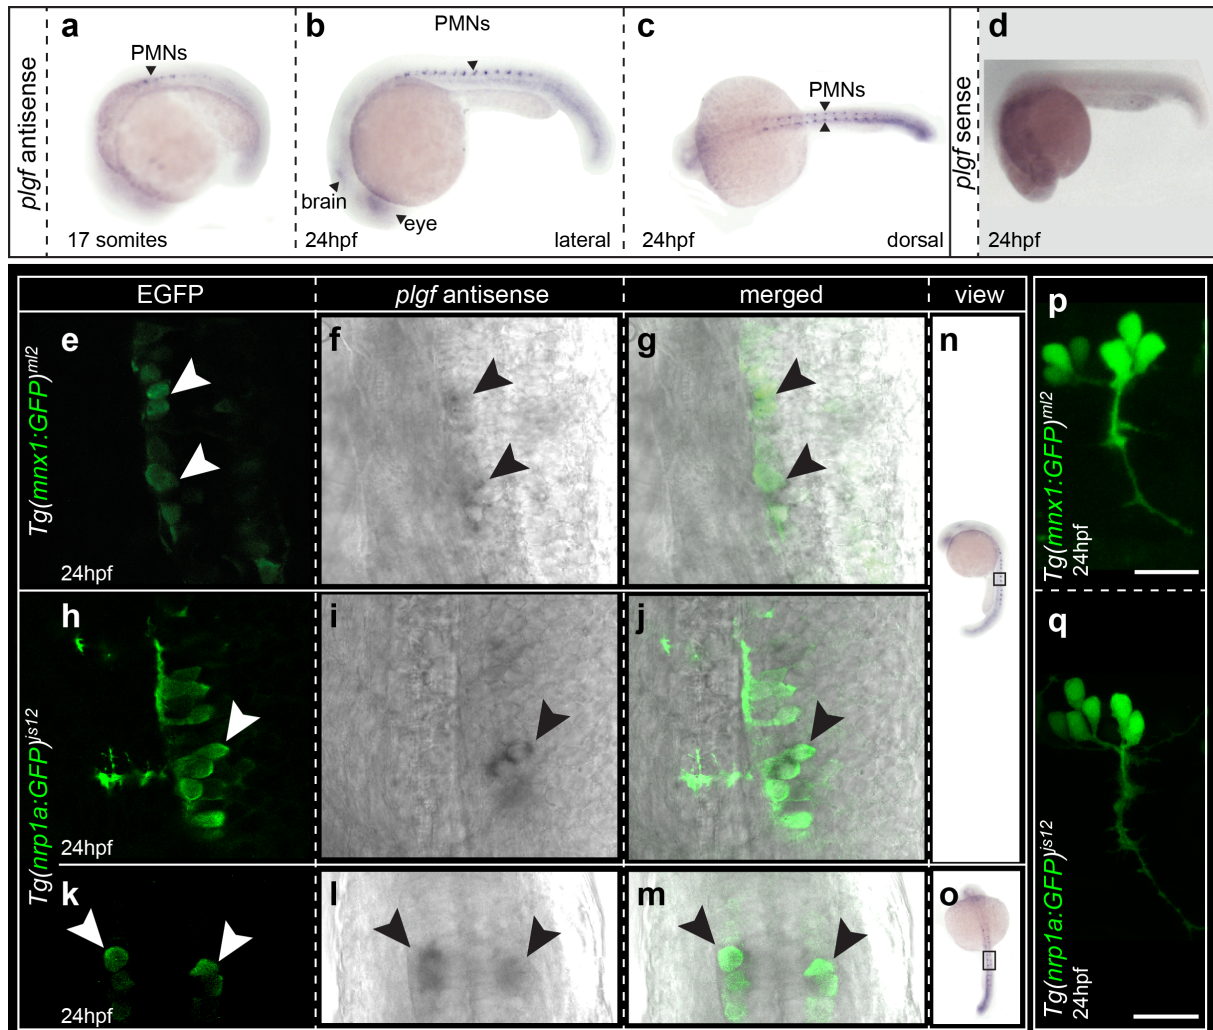 a
b
c
d
plgf antisense
PMNs
17 somites
PMNs
brain
eye
24hpf
lateral
PMNs
24hpf
dorsal
plgf sense
24hpf
EGFP
plgf antisense
merged
view
Tg(mnx1:GFP)ml2
e
24hpf
f
g
n
Tg(nrp1a:GFP)js12
h
24hpf
i
j
k
24hpf
l
m
o
p
Tg(mnx1:GFP)ml2
24hpf
q
Tg(nrp1a:GFP)js12
24hpf